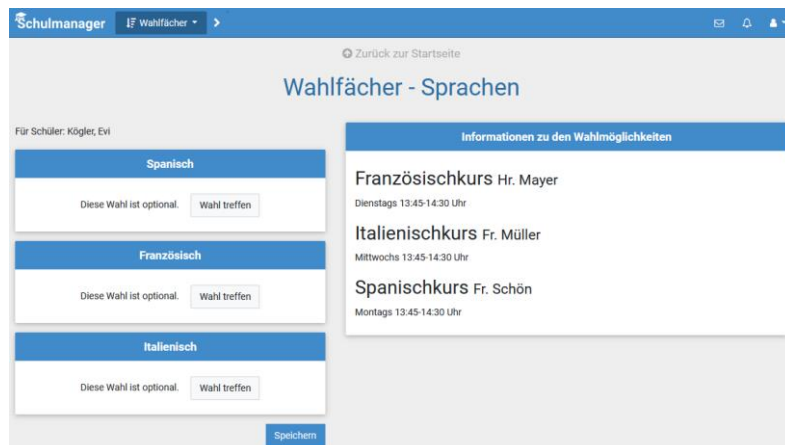 Schulmanager
Wahlfächer
Zurück zur Startseite
Wahlfächer - Sprachen
Für Schüler: Kögler, Evi
Spanisch
Diese Wahl ist optional. Wahl treffen
Französisch
Diese Wahl ist optional. Wahl treffen
Italienisch
Diese Wahl ist optional. Wahl treffen
Speichern
Informationen zu den Wahlmöglichkeiten
Französischkurs Hr. Mayer
Dienstags 13:45-14:30 Uhr
Italienischkurs Fr. Müller
Mittwochs 13:45-14:30 Uhr
Spanischkurs Fr. Schön
Montags 13:45-14:30 Uhr